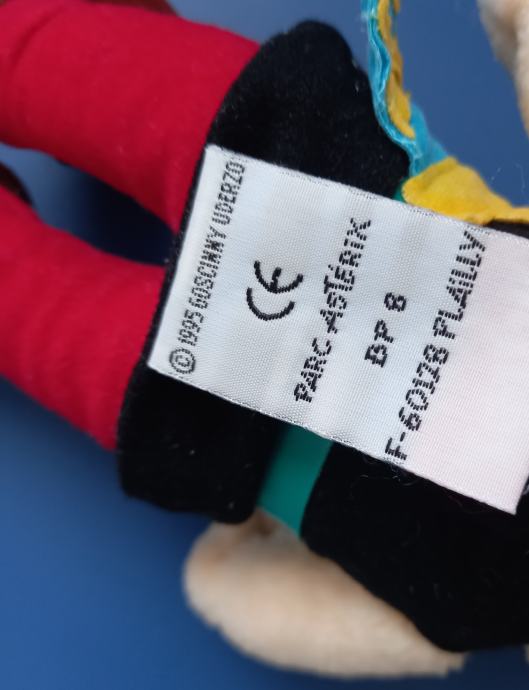 © 1995 GOSCINNY UDERZO
CE
PARC ASTÉRIX
BP 8
F-60128 PLAILLY